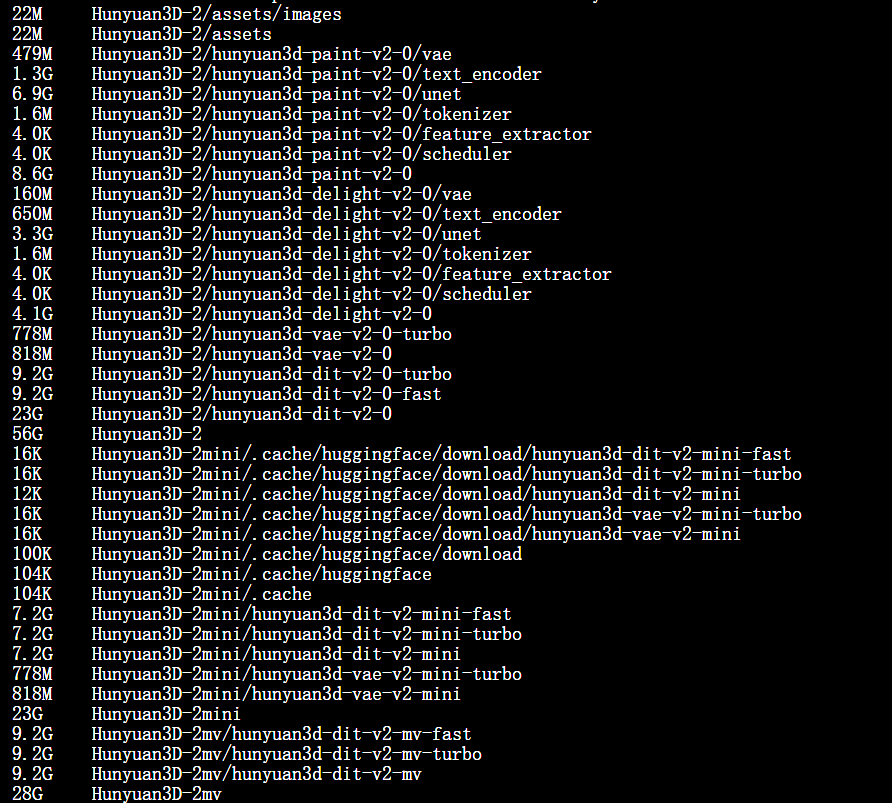 22M Hunyuan3D-2/assets/images
22M Hunyuan3D-2/assets
479M Hunyuan3D-2/hunyuan3d-paint-v2-0/vae
1.3G Hunyuan3D-2/hunyuan3d-paint-v2-0/text_encoder
6.9G Hunyuan3D-2/hunyuan3d-paint-v2-0/unet
1.6M Hunyuan3D-2/hunyuan3d-paint-v2-0/tokenizer
4.0K Hunyuan3D-2/hunyuan3d-paint-v2-0/feature_extractor
4.0K Hunyuan3D-2/hunyuan3d-paint-v2-0/scheduler
8.6G Hunyuan3D-2/hunyuan3d-paint-v2-0
160M Hunyuan3D-2/hunyuan3d-delight-v2-0/vae
650M Hunyuan3D-2/hunyuan3d-delight-v2-0/text_encoder
3.3G Hunyuan3D-2/hunyuan3d-delight-v2-0/unet
1.6M Hunyuan3D-2/hunyuan3d-delight-v2-0/tokenizer
4.0K Hunyuan3D-2/hunyuan3d-delight-v2-0/feature_extractor
4.0K Hunyuan3D-2/hunyuan3d-delight-v2-0/scheduler
4.1G Hunyuan3D-2/hunyuan3d-delight-v2-0
778M Hunyuan3D-2/hunyuan3d-vae-v2-0-turbo
818M Hunyuan3D-2/hunyuan3d-vae-v2-0
9.2G Hunyuan3D-2/hunyuan3d-dit-v2-0-turbo
9.2G Hunyuan3D-2/hunyuan3d-dit-v2-0-fast
23G Hunyuan3D-2/hunyuan3d-dit-v2-0
56G Hunyuan3D-2
16K Hunyuan3D-2mini/.cache/huggingface/download/hunyuan3d-dit-v2-mini-fast
16K Hunyuan3D-2mini/.cache/huggingface/download/hunyuan3d-dit-v2-mini-turbo
12K Hunyuan3D-2mini/.cache/huggingface/download/hunyuan3d-dit-v2-mini
16K Hunyuan3D-2mini/.cache/huggingface/download/hunyuan3d-vae-v2-mini-turbo
16K Hunyuan3D-2mini/.cache/huggingface/download/hunyuan3d-vae-v2-mini
100K Hunyuan3D-2mini/.cache/huggingface/download
104K Hunyuan3D-2mini/.cache/huggingface
104K Hunyuan3D-2mini/.cache
7.2G Hunyuan3D-2mini/hunyuan3d-dit-v2-mini-fast
7.2G Hunyuan3D-2mini/hunyuan3d-dit-v2-mini-turbo
7.2G Hunyuan3D-2mini/hunyuan3d-dit-v2-mini
778M Hunyuan3D-2mini/hunyuan3d-vae-v2-mini-turbo
818M Hunyuan3D-2mini/hunyuan3d-vae-v2-mini
23G Hunyuan3D-2mini
9.2G Hunyuan3D-2mv/hunyuan3d-dit-v2-mv-fast
9.2G Hunyuan3D-2mv/hunyuan3d-dit-v2-mv-turbo
9.2G Hunyuan3D-2mv/hunyuan3d-dit-v2-mv
28G Hunyuan3D-2mv